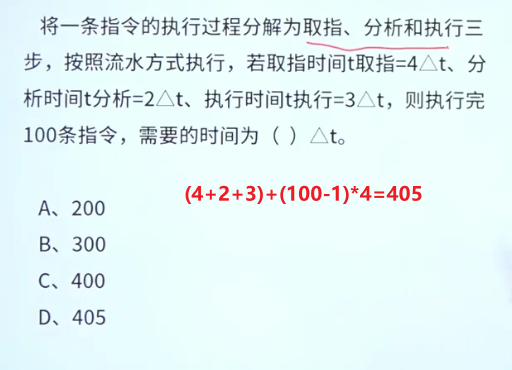 将一条指令的执行过程分解为取指、分析和执行三
步，按照流水方式执行，若取指时间t取指=4△t、分
析时间t分析=2△t、执行时间t执行=3△t，则执行完
100条指令，需要的时间为（ ）△t。
(4+2+3)+(100-1)*4=405
A、200
B、300
C、400
D、405